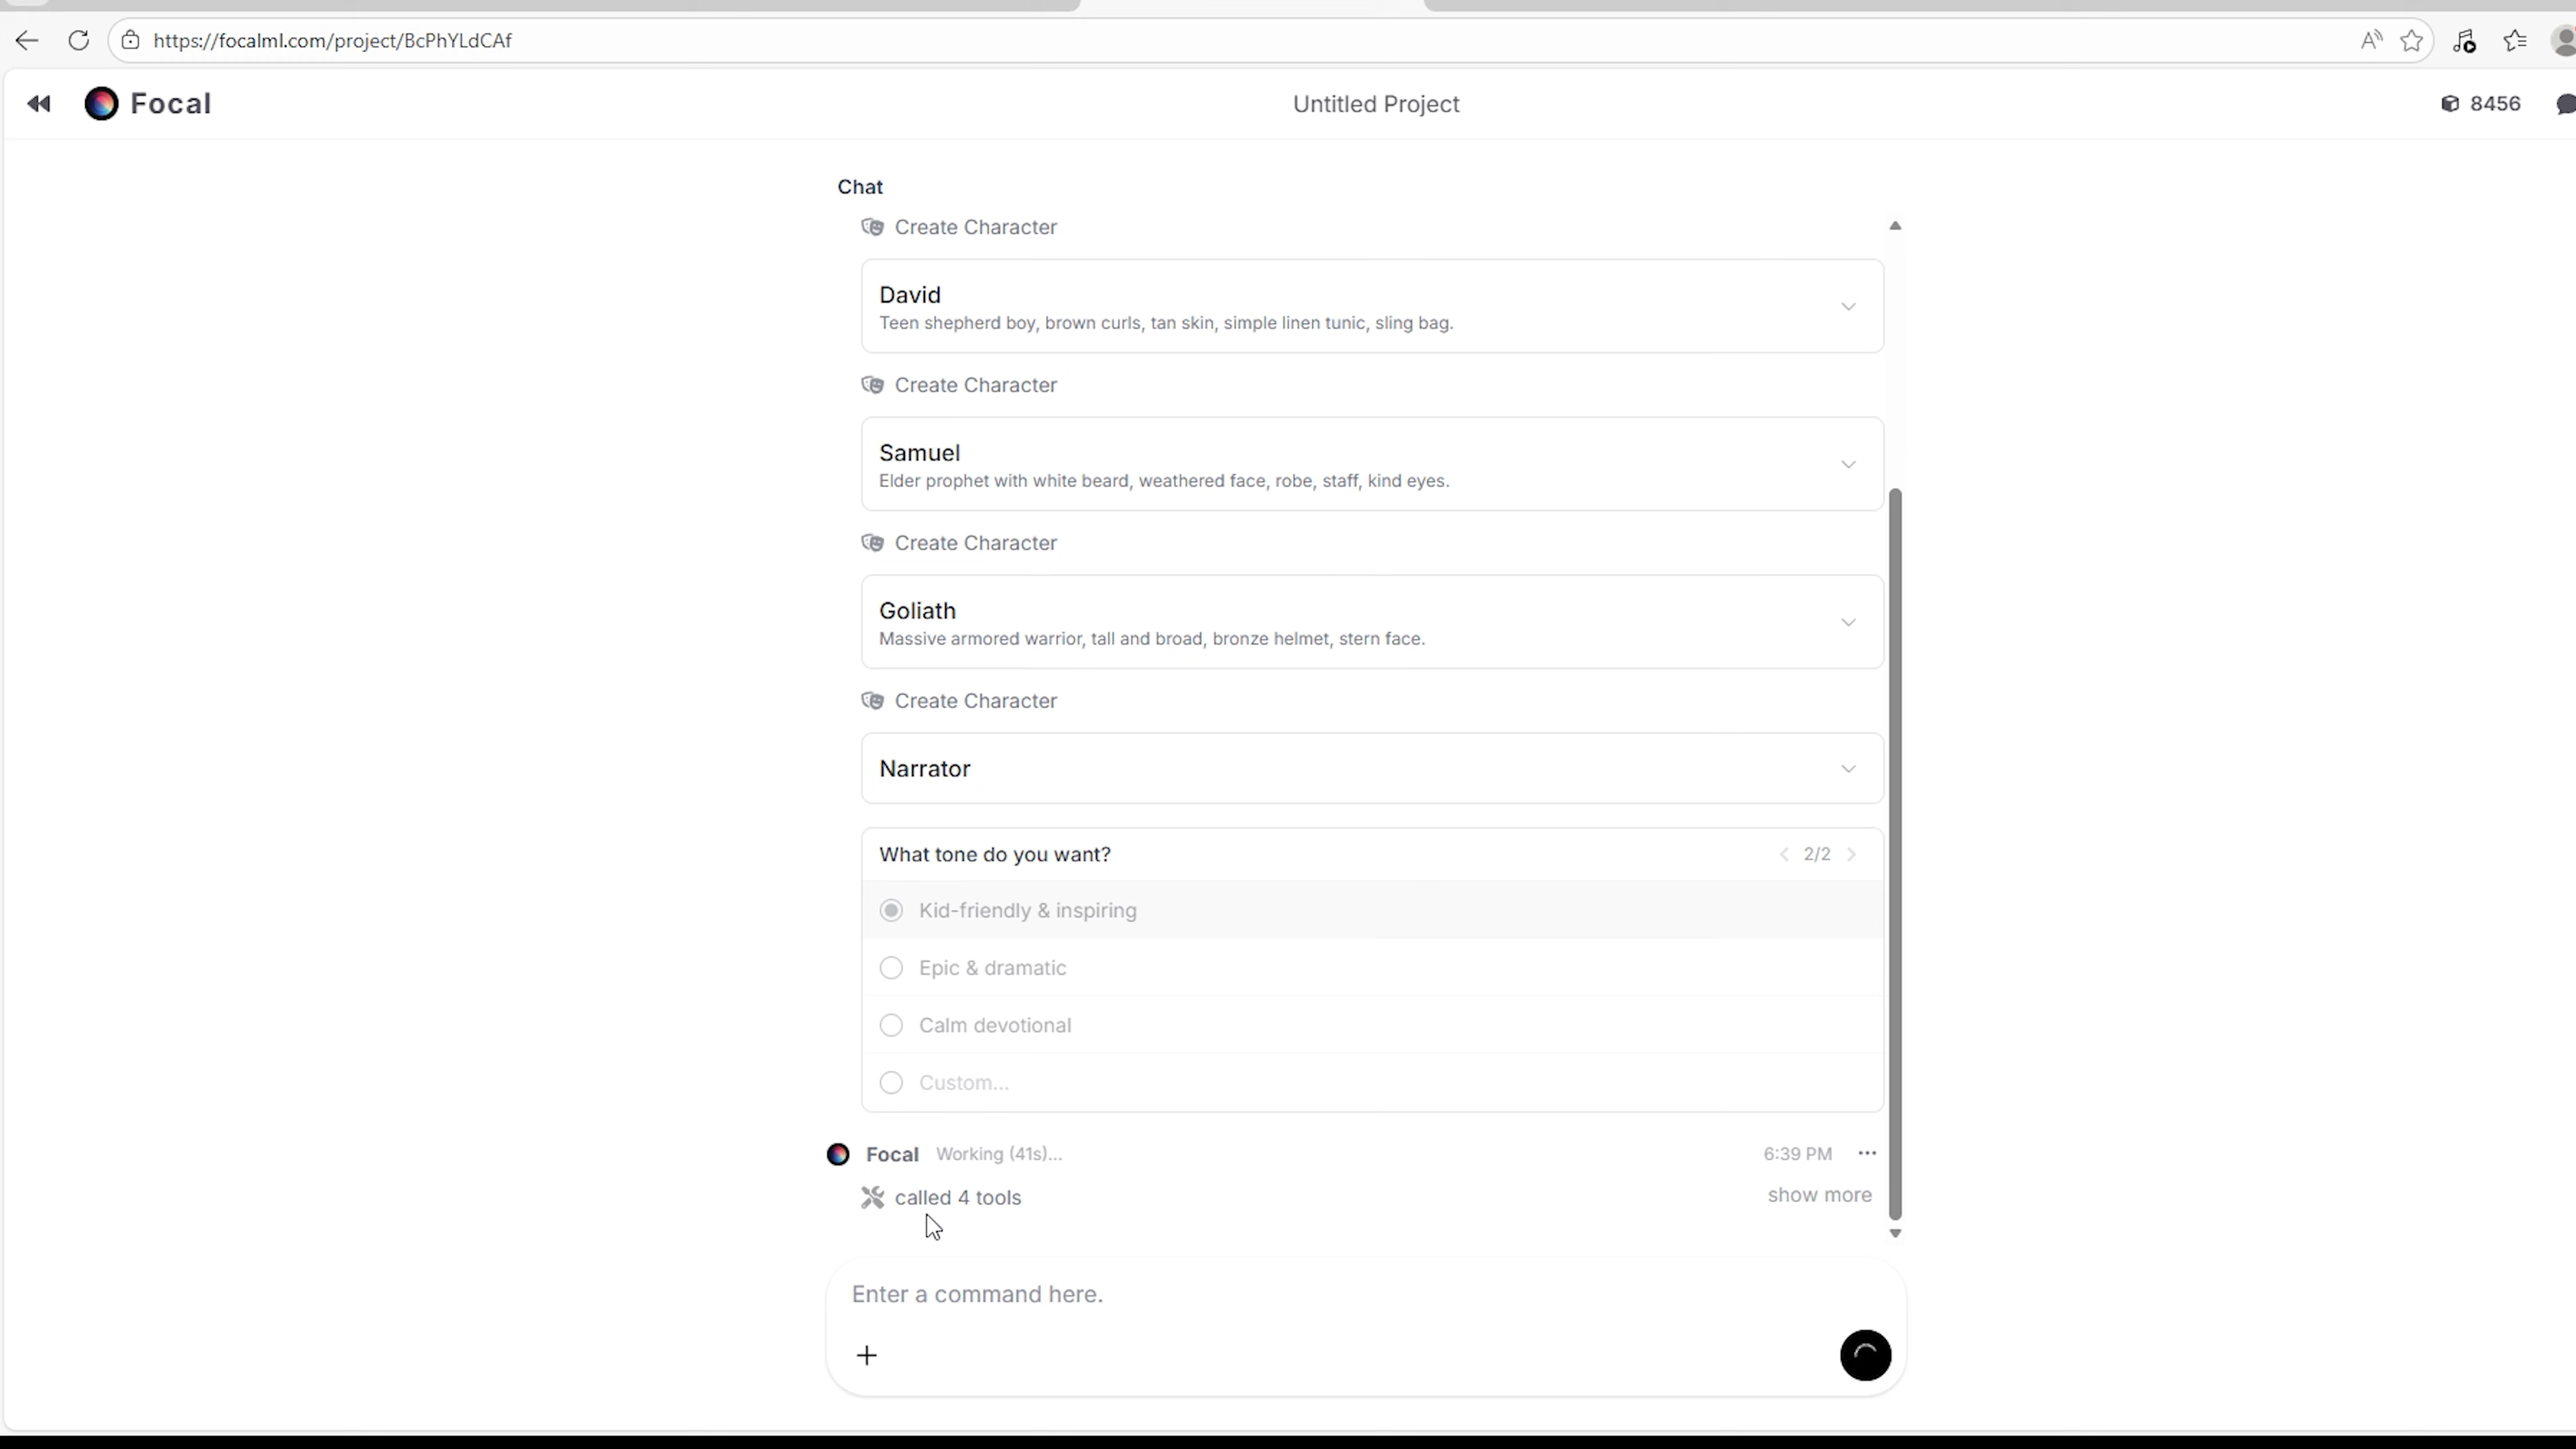 https://focalml.com/project/BcPhYLdCAf
Focal
Untitled Project
8456
Chat
Create Character
David
Teen shepherd boy, brown curls, tan skin, simple linen tunic, sling bag.
Create Character
Samuel
Elder prophet with white beard, weathered face, robe, staff, kind eyes.
Create Character
Goliath
Massive armored warrior, tall and broad, bronze helmet, stern face.
Create Character
Narrator
What tone do you want? 2/2
Kid-friendly & inspiring
Epic & dramatic
Calm devotional
Custom...
Focal Working (41s)... 6:39 PM
called 4 tools show more
Enter a command here.